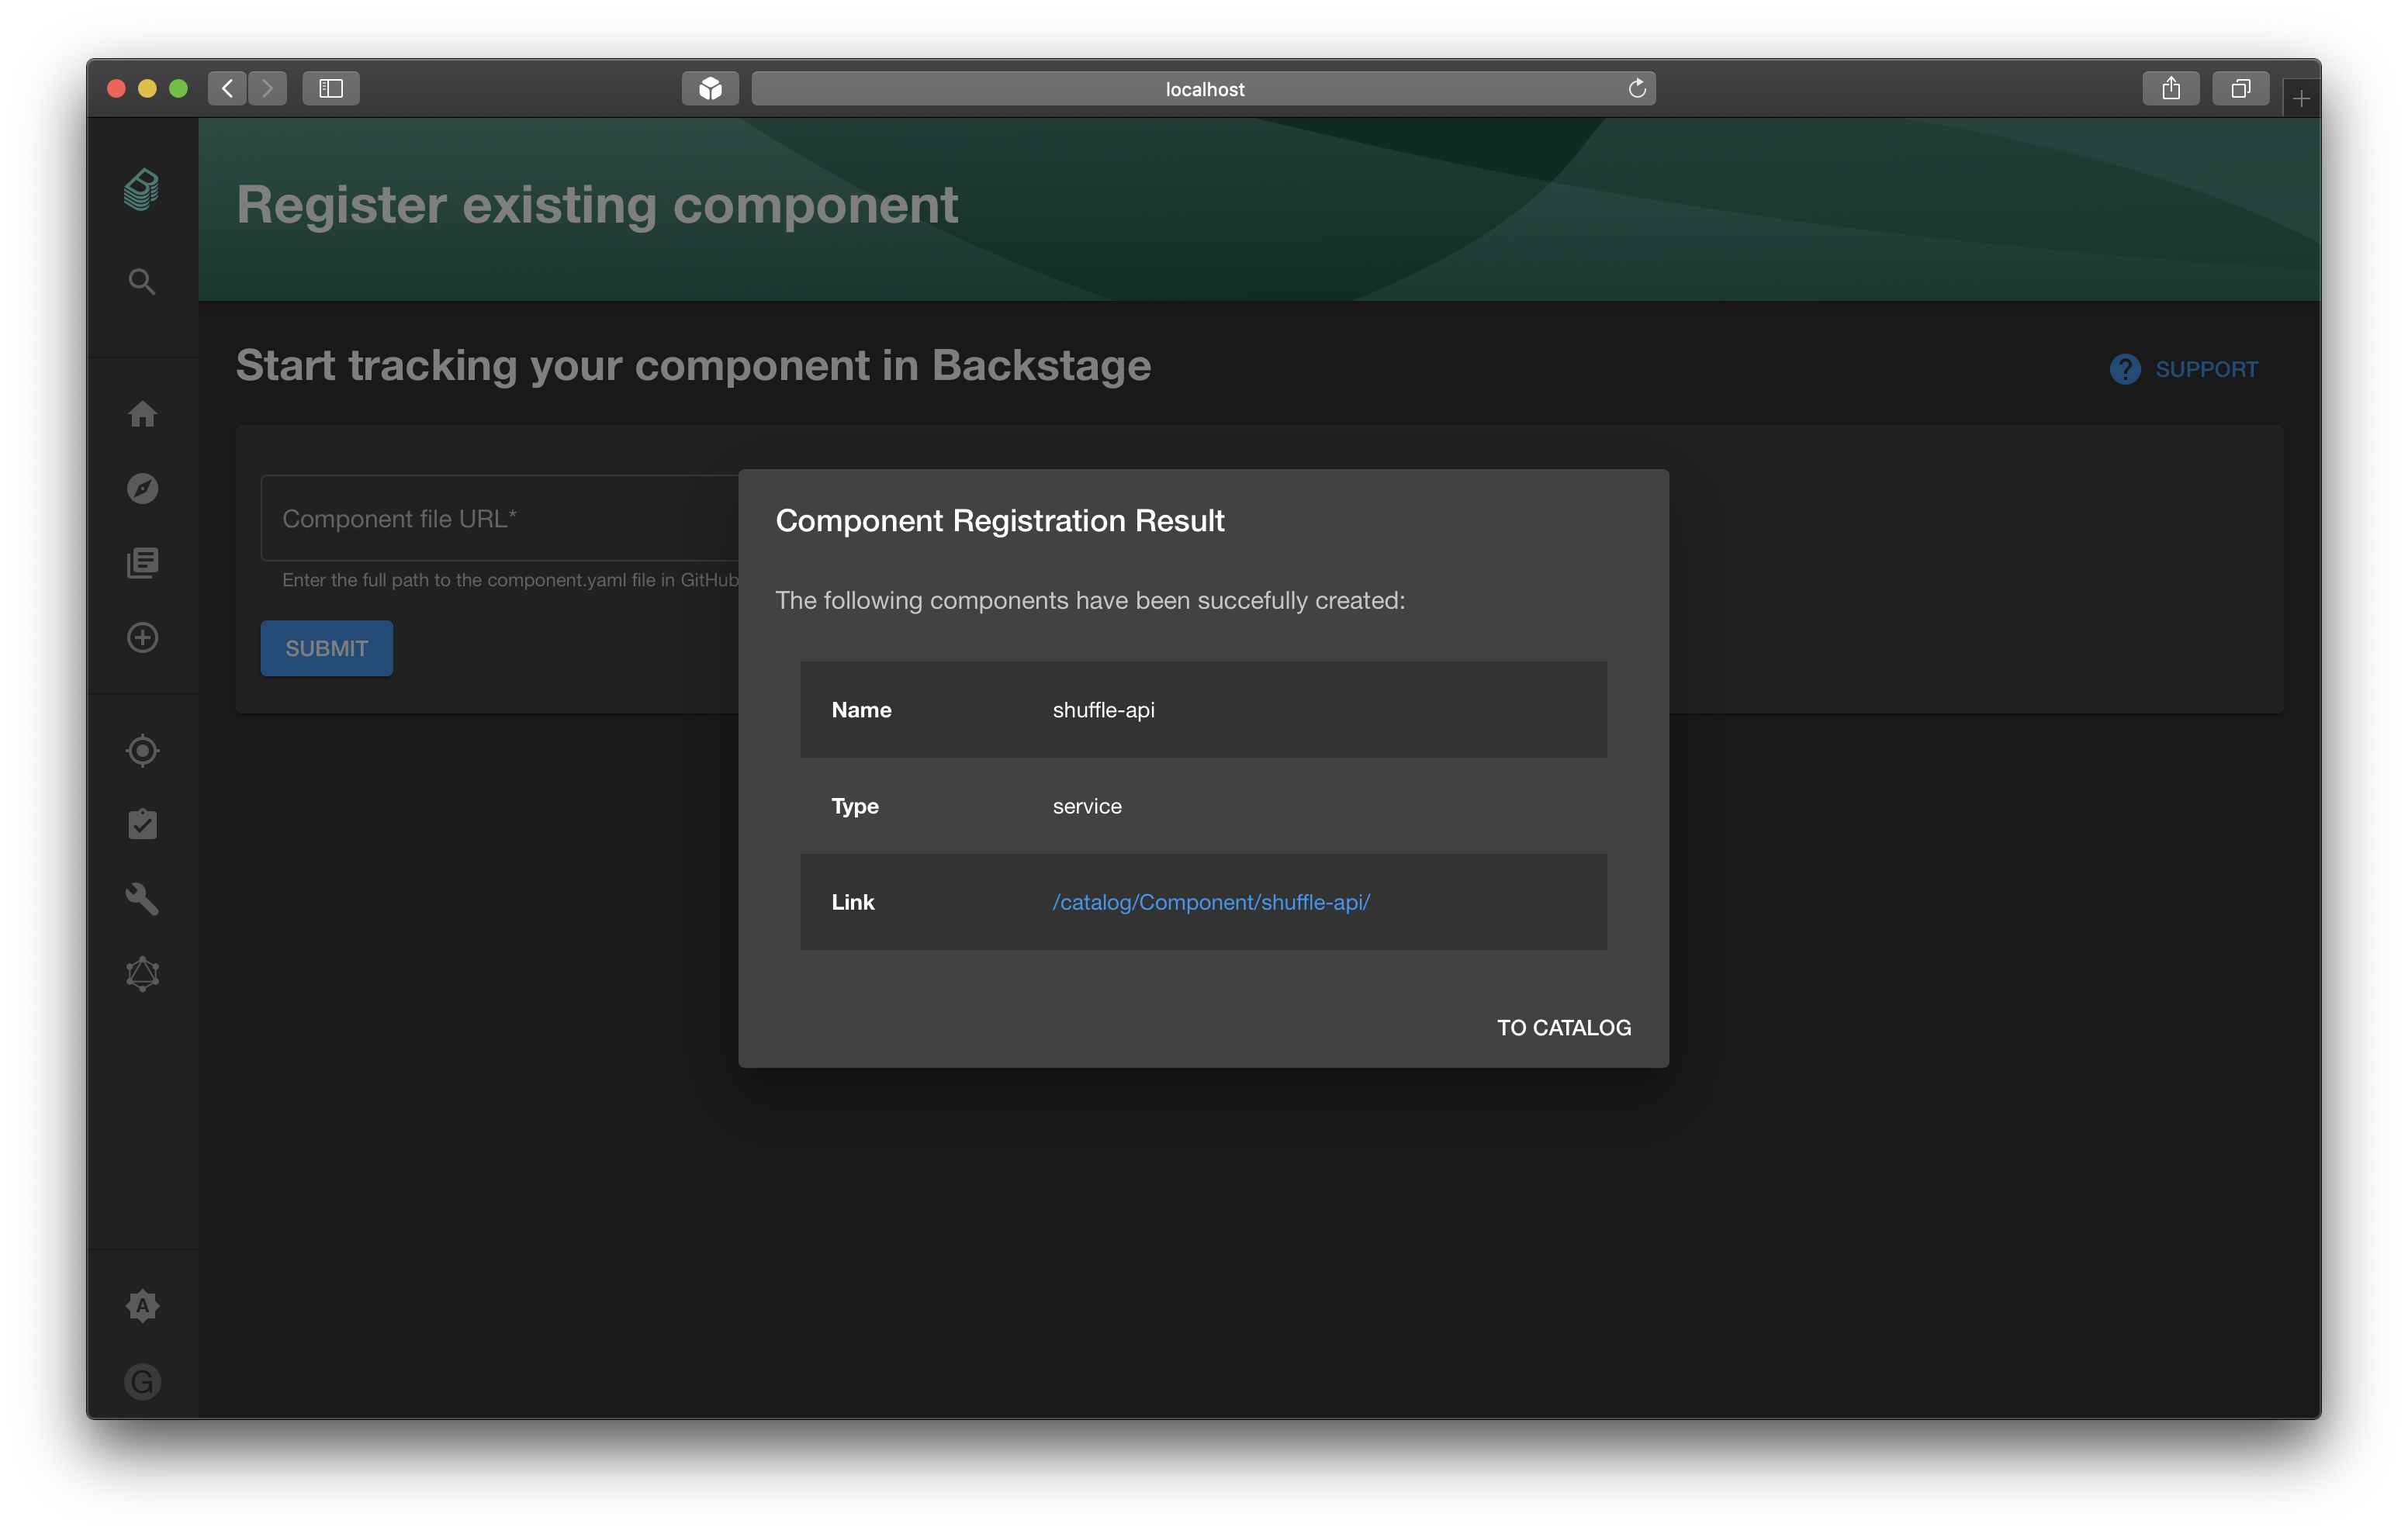 localhost
Register existing component
Start tracking your component in Backstage
SUPPORT
Component file URL*
Enter the full path to the component.yaml file in GitHub
SUBMIT
Component Registration Result
The following components have been succefully created:
Name shuffle-api
Type service
Link /catalog/Component/shuffle-api/
TO CATALOG
A
G